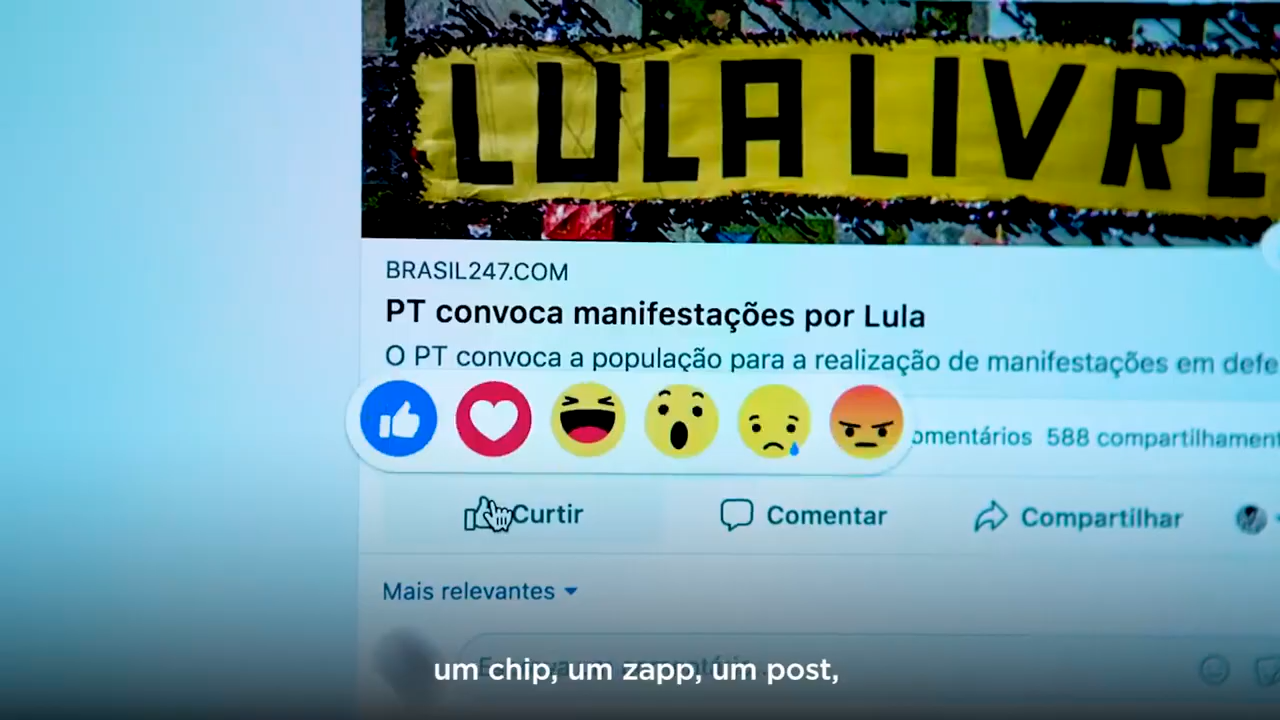 LULA LIVRE
BRASIL247.COM
PT convoca manifestações por Lula
O PT convoca a população para a realização de manifestações em defe
omentários 588 compartilhament
Curtir
Comentar
Compartilhar
Mais relevantes
um chip, um zapp, um post,